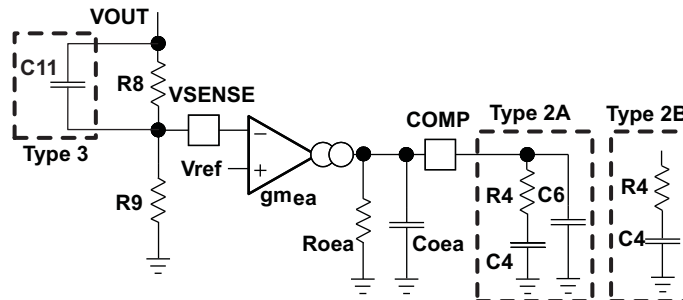 VOUT
C11
R8
VSENSE
COMP
Type 2A
Type 2B
Type 3
Vref
−
+
gmea
R9
Roea
Coea
R4
C6
C4
R4
C4